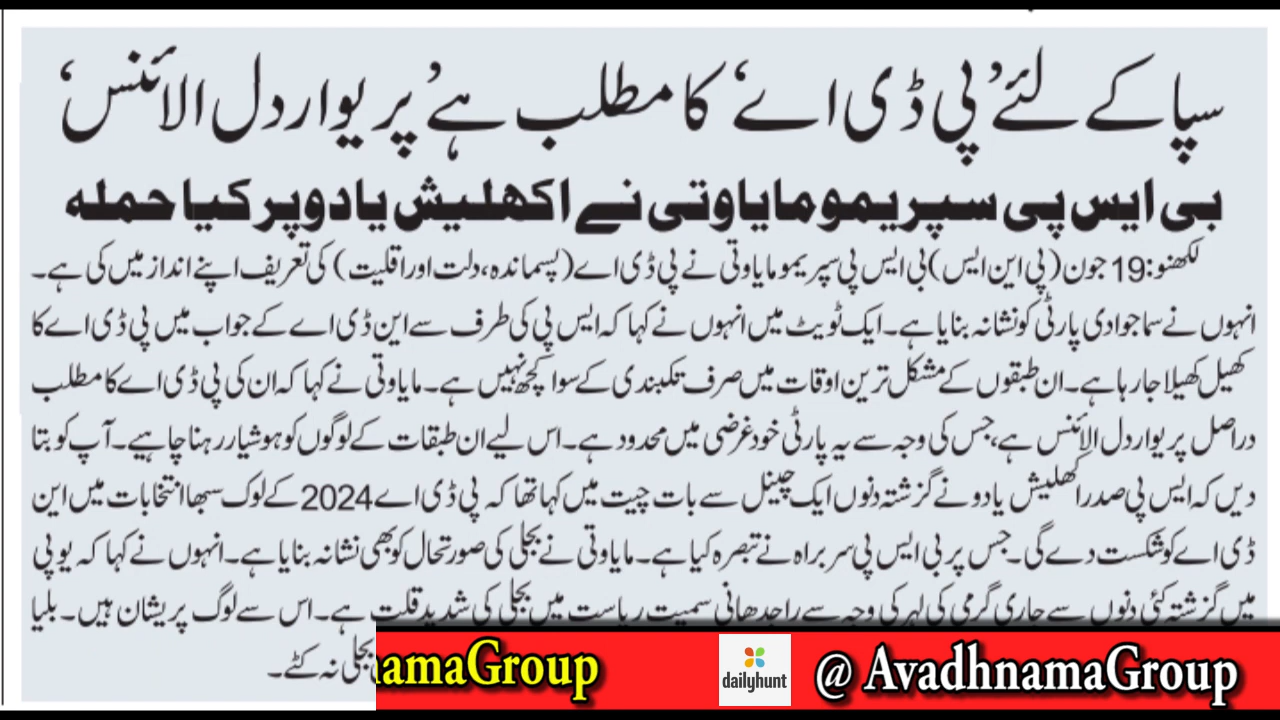 سپا کے لئے ’پی ڈی اے‘ کا مطلب ہے ’پریوار دل الائنس‘
بی ایس پی سپریمو مایاوتی نے اکھلیش یادو پر کیا حملہ
لکھنو:19 جون (پی این ایس) بی ایس پی سپریمو مایاوتی نے پی ڈی اے (پسماندہ، دلت اور اقلیت) کی تعریف اپنے انداز میں کی ہے۔
انہوں نے سماجوادی پارٹی کو نشانہ بنایا ہے۔ ایک ٹویٹ میں انہوں نے کہا کہ ایس پی کی طرف سے این ڈی اے کے جواب میں پی ڈی اے کا
کھیل کھیلا جا رہا ہے۔ ان طبقوں کے مشکل ترین اوقات میں صرف تکبندی کے سوا کچھ نہیں ہے۔ مایاوتی نے کہا کہ ان کی پی ڈی اے کا مطلب
دراصل پریوار دل الائنس ہے، جس کی وجہ سے یہ پارٹی خود غرضی میں محدود ہے۔ اس لیے ان طبقات کے لوگوں کو ہوشیار رہنا چاہیے۔ آپ کو بتا
دیں کہ ایس پی صدر اکھلیش یادو نے گزشتہ دنوں ایک چینل سے بات چیت میں کہا تھا کہ پی ڈی اے 2024 کے لوک سبھا انتخابات میں این
ڈی اے کو شکست دے گی۔ جس پر بی ایس پی سربراہ نے تبصرہ کیا ہے۔ مایاوتی نے بجلی کی صورتحال کو بھی نشانہ بنایا ہے۔ انہوں نے کہا کہ یو پی
میں گزشتہ کئی دنوں سے جاری گرمی کی لہر کی وجہ سے راجدھانی سمیت ریاست میں بجلی کی شدید قلت ہے۔ اس سے لوگ پریشان ہیں۔ بلیا
بجلی نہ کٹے۔
namaGroup
dailyhunt
@ AvadhnamaGroup